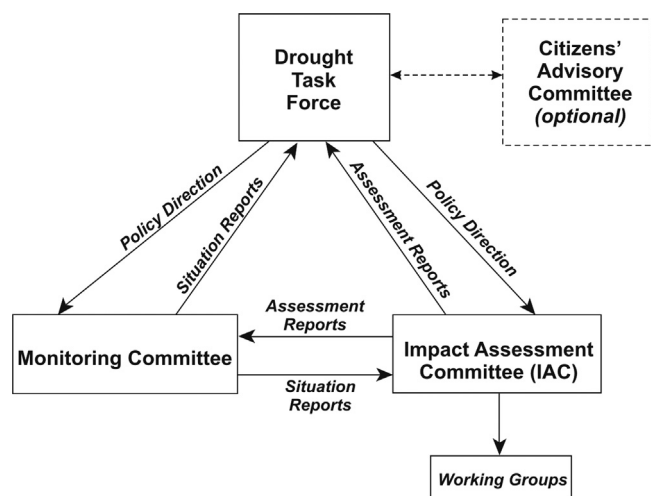 Drought
Task
Force
Citizens'
Advisory
Committee
(optional)
Policy Direction
Situation Reports
Assessment Reports
Policy Direction
Monitoring Committee
Assessment
Reports
Situation
Reports
Impact Assessment
Committee (IAC)
Working Groups